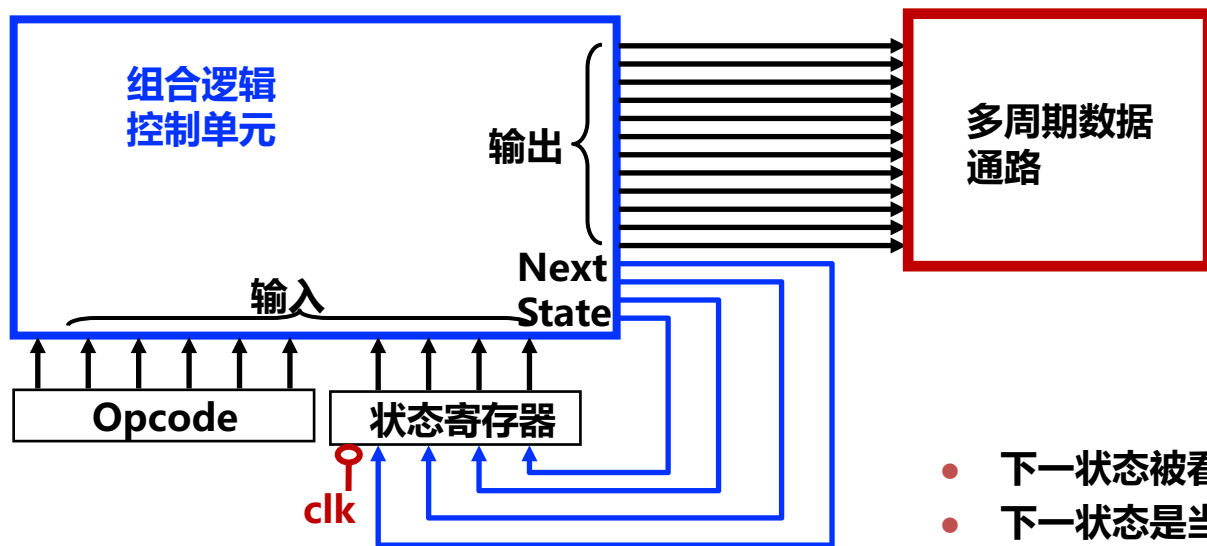 组合逻辑
控制单元
输出
多周期数据
通路
Next
State
输入
Opcode
状态寄存器
clk
下一状态被看
下一状态是当